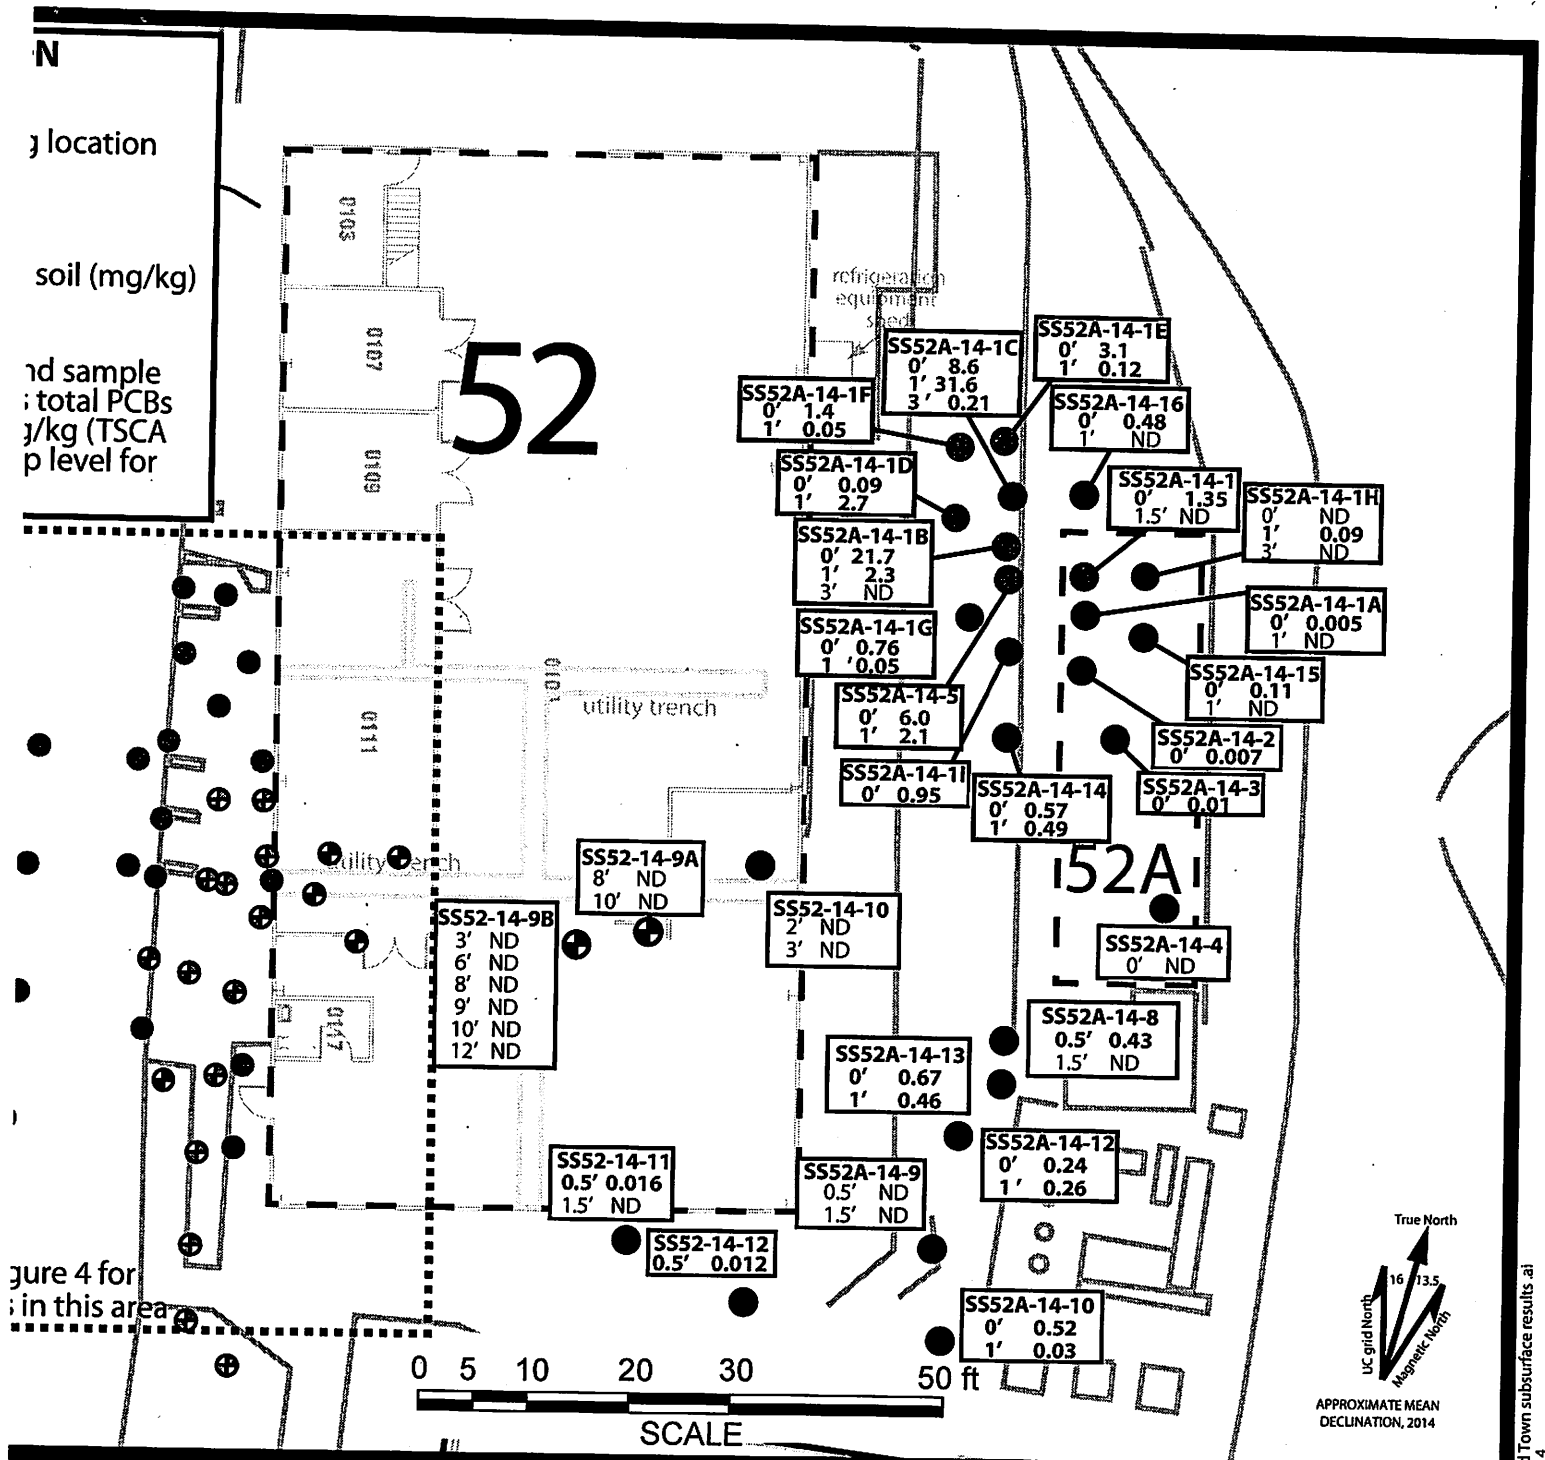 N
g location
soil (mg/kg)
nd sample
s total PCBs
g/kg (TSCA
p level for
52
0103
0107
0109
0111
0101
refrigeration
equipment
shed
utility trench
utility trench
SS52A-14-1C
0' 8.6
1' 31.6
3' 0.21
SS52A-14-1E
0' 3.1
1' 0.12
SS52A-14-1F
0' 1.4
1' 0.05
SS52A-14-16
0' 0.48
1' ND
SS52A-14-1D
0' 0.09
1' 2.7
SS52A-14-1
0' 1.35
1.5' ND
SS52A-14-1H
0' ND
1' 0.09
3' ND
SS52A-14-1B
0' 21.7
1' 2.3
3' ND
SS52A-14-1A
0' 0.005
1' ND
SS52A-14-1G
0' 0.76
1' 0.05
SS52A-14-15
0' 0.11
1' ND
SS52A-14-5
0' 6.0
1' 2.1
SS52A-14-2
0' 0.007
SS52A-14-1I
0' 0.95
SS52A-14-14
0' 0.57
1' 0.49
SS52A-14-3
0' 0.01
52A
SS52-14-9A
8' ND
10' ND
SS52-14-9B
3' ND
6' ND
8' ND
9' ND
10' ND
12' ND
SS52-14-10
2' ND
3' ND
SS52A-14-4
0' ND
SS52A-14-8
0.5' 0.43
1.5' ND
SS52A-14-13
0' 0.67
1' 0.46
SS52A-14-12
0' 0.24
1' 0.26
SS52-14-11
0.5' 0.016
1.5' ND
SS52A-14-9
0.5' ND
1.5' ND
SS52-14-12
0.5' 0.012
SS52A-14-10
0' 0.52
1' 0.03
gure 4 for
s in this area
0 5 10 20 30 50 ft
SCALE
True North
16 13.5
UC grid North
Magnetic North
APPROXIMATE MEAN
DECLINATION, 2014
d Town subsurface results .ai
4